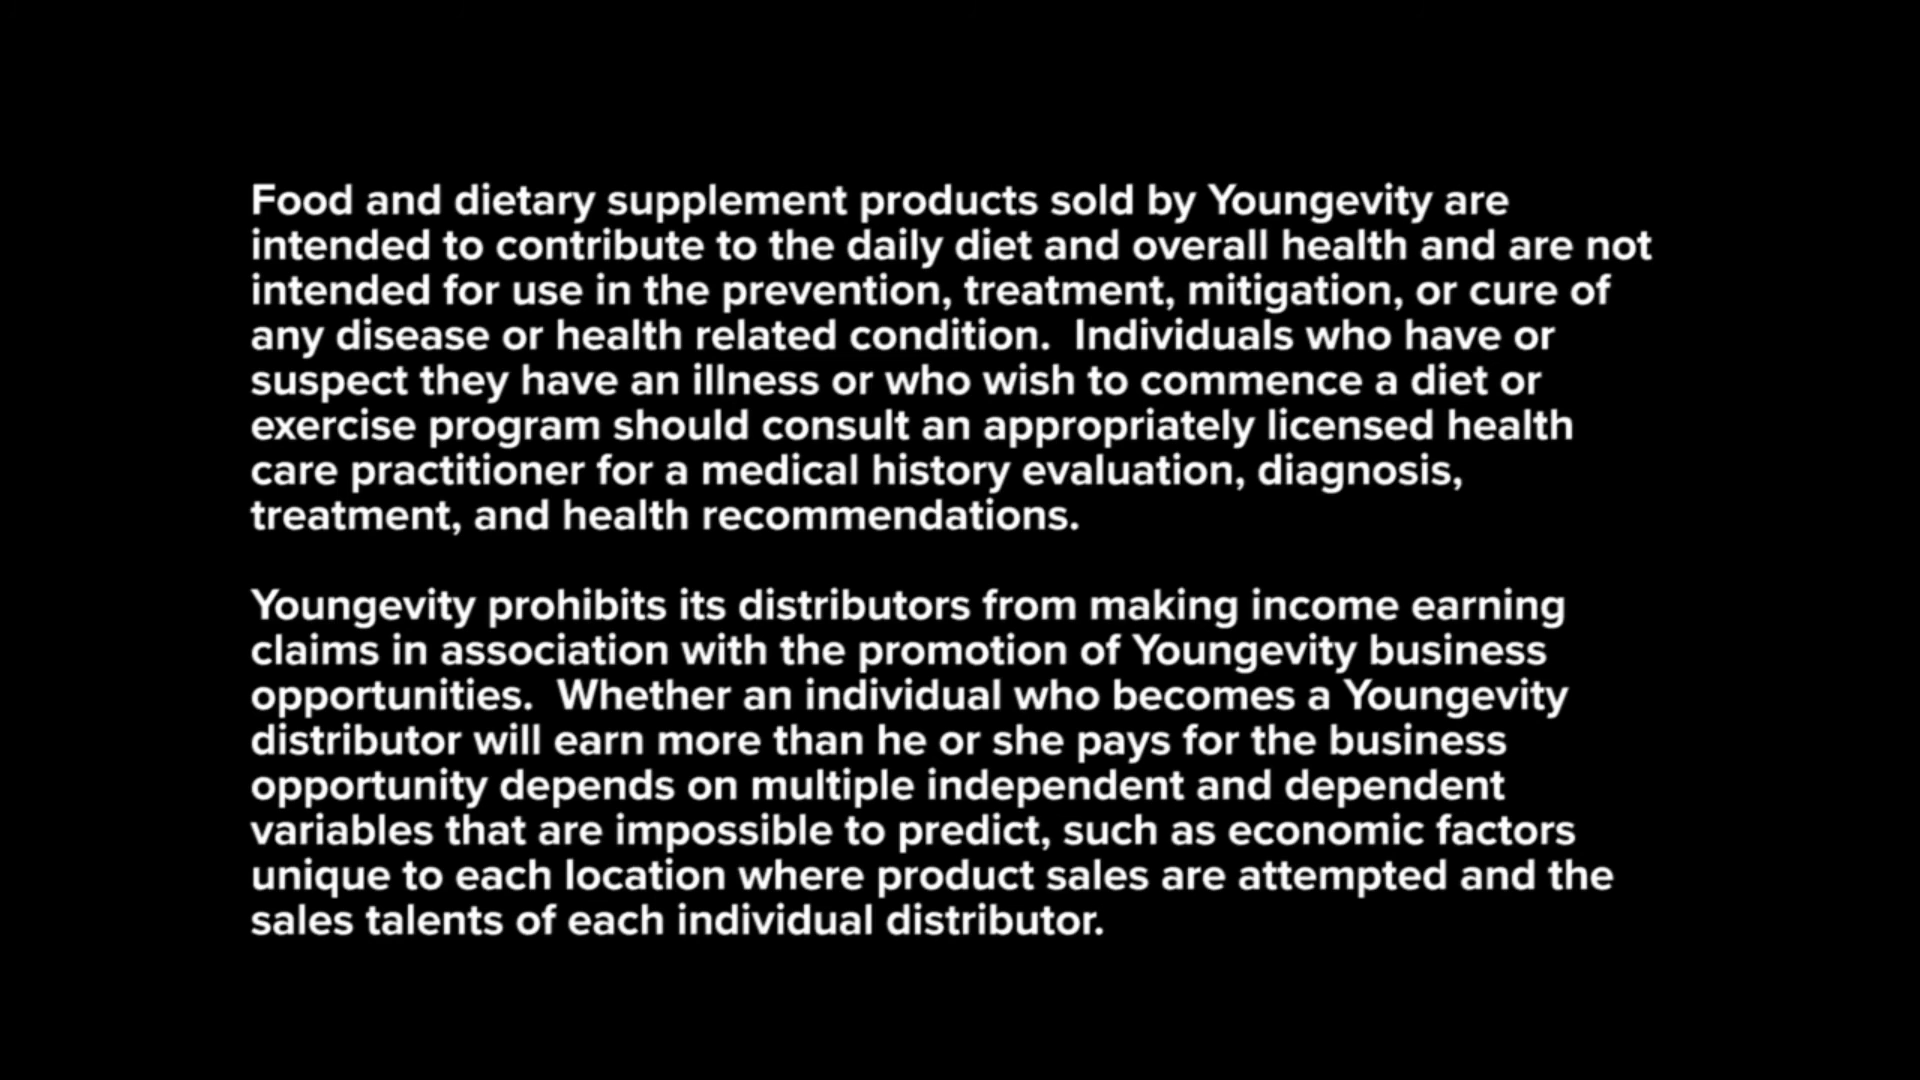 Food and dietary supplement products sold by Youngevity are
intended to contribute to the daily diet and overall health and are not
intended for use in the prevention, treatment, mitigation, or cure of
any disease or health related condition.  Individuals who have or
suspect they have an illness or who wish to commence a diet or
exercise program should consult an appropriately licensed health
care practitioner for a medical history evaluation, diagnosis,
treatment, and health recommendations.
Youngevity prohibits its distributors from making income earning
claims in association with the promotion of Youngevity business
opportunities.  Whether an individual who becomes a Youngevity
distributor will earn more than he or she pays for the business
opportunity depends on multiple independent and dependent
variables that are impossible to predict, such as economic factors
unique to each location where product sales are attempted and the
sales talents of each individual distributor.